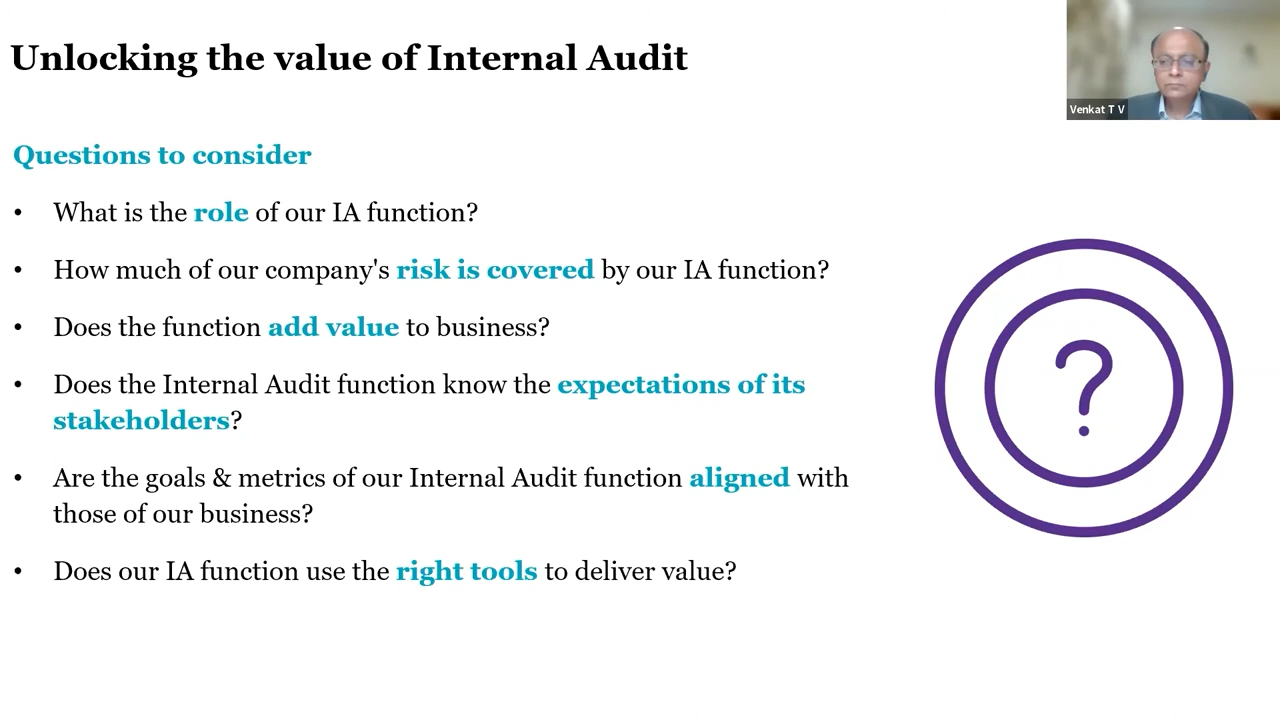 Unlocking the value of Internal Audit
Venkat T V
Questions to consider
• What is the role of our IA function?
• How much of our company's risk is covered by our IA function?
• Does the function add value to business?
• Does the Internal Audit function know the expectations of its
stakeholders?
• Are the goals & metrics of our Internal Audit function aligned with
those of our business?
• Does our IA function use the right tools to deliver value?
?